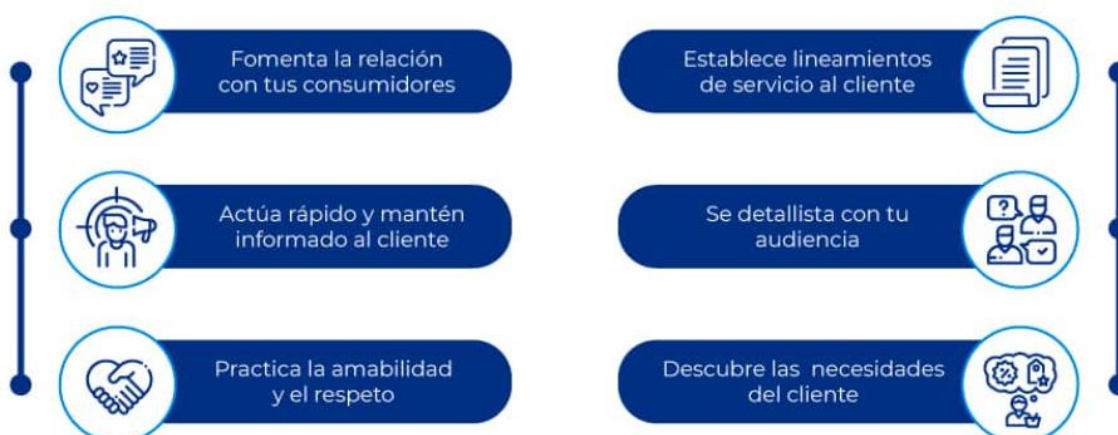 Fomenta la relación
con tus consumidores
Actúa rápido y mantén
informado al cliente
Practica la amabilidad
y el respeto
Establece lineamientos
de servicio al cliente
Se detallista con tu
audiencia
Descubre las necesidades
del cliente